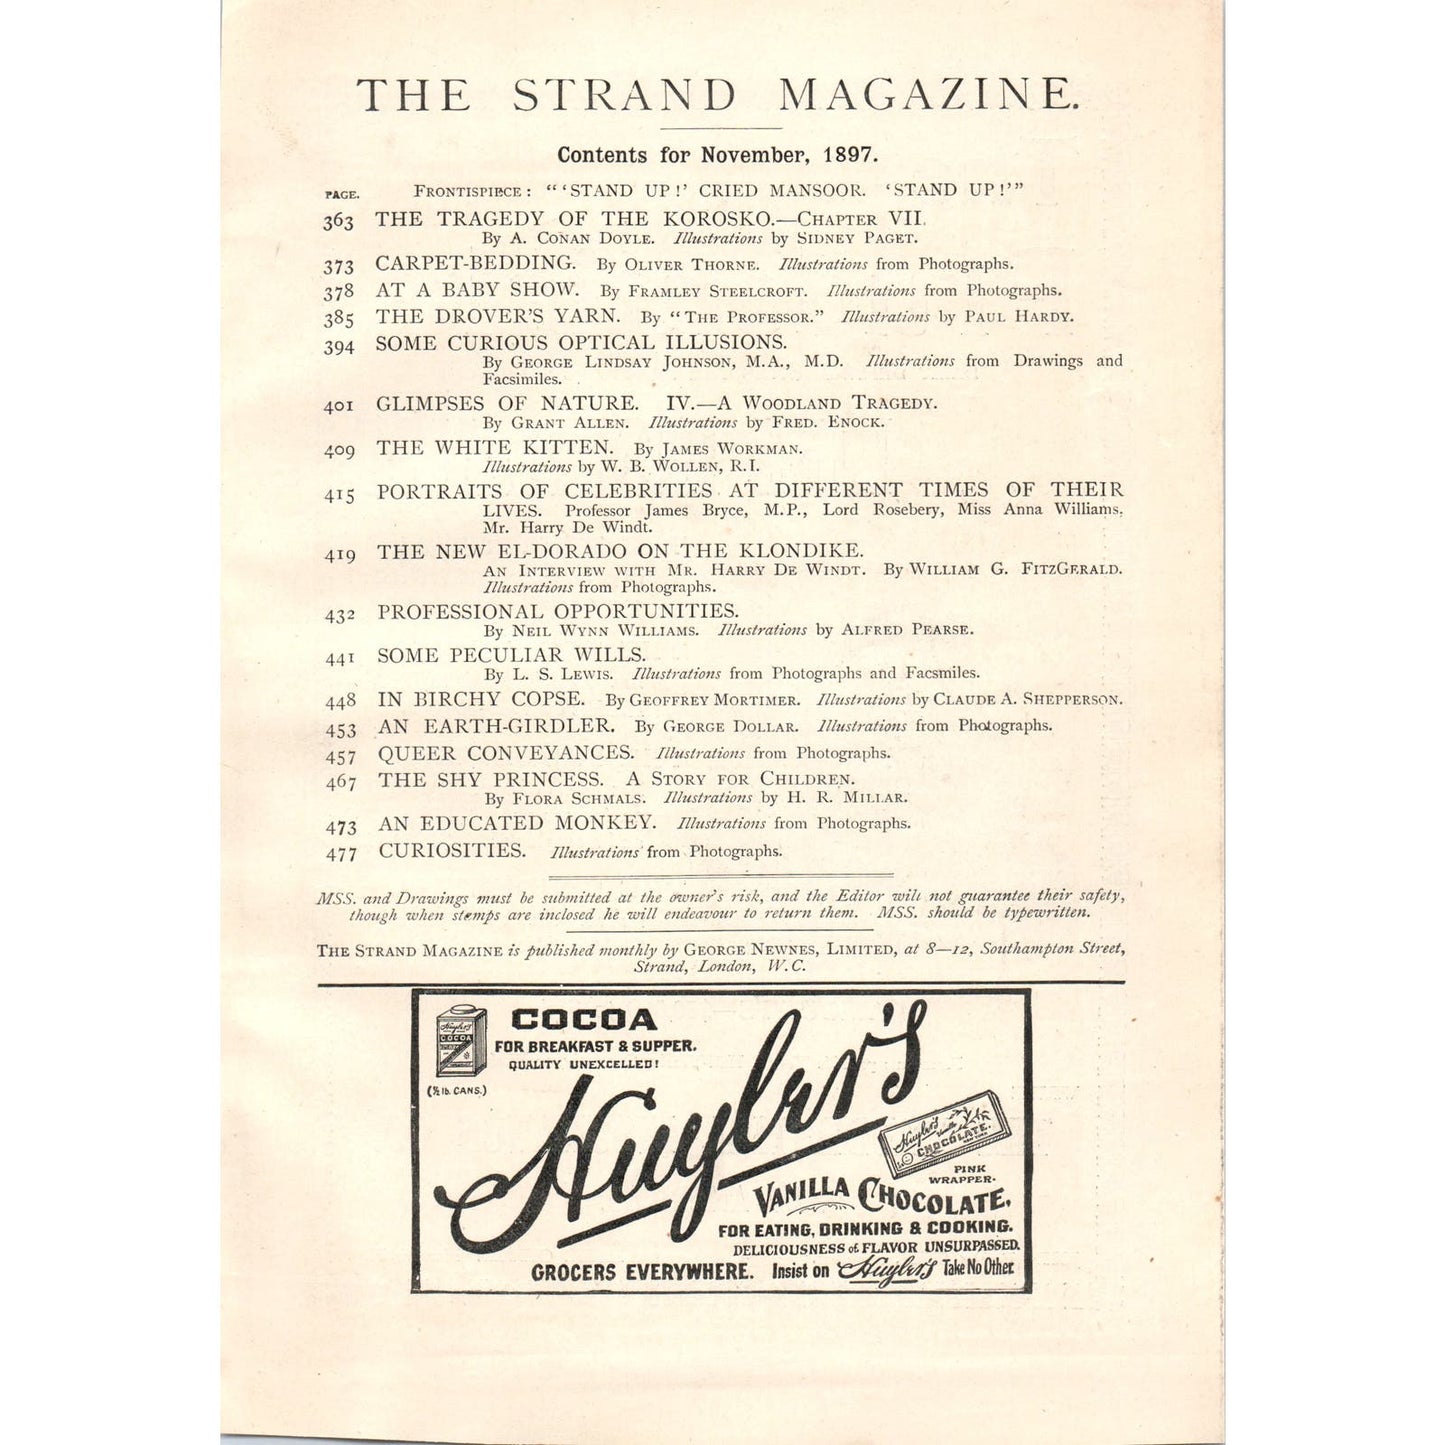 THE STRAND MAGAZINE.
Contents for November, 1897.
PAGE. FRONTISPIECE: "'STAND UP!' CRIED MANSOOR. 'STAND UP!'"
363 THE TRAGEDY OF THE KOROSKO.—CHAPTER VII.
By A. CONAN DOYLE. Illustrations by SIDNEY PAGET.
373 CARPET-BEDDING. By OLIVER THORNE. Illustrations from Photographs.
378 AT A BABY SHOW. By FRAMLEY STEELCROFT. Illustrations from Photographs.
385 THE DROVER'S YARN. By "THE PROFESSOR." Illustrations by PAUL HARDY.
394 SOME CURIOUS OPTICAL ILLUSIONS.
By GEORGE LINDSAY JOHNSON, M.A., M.D. Illustrations from Drawings and
Facsimiles.
401 GLIMPSES OF NATURE. IV.—A WOODLAND TRAGEDY.
By GRANT ALLEN. Illustrations by FRED. ENOCK.
409 THE WHITE KITTEN. By JAMES WORKMAN.
Illustrations by W. B. WOLLEN, R.I.
415 PORTRAITS OF CELEBRITIES AT DIFFERENT TIMES OF THEIR
LIVES. Professor James Bryce, M.P., Lord Rosebery, Miss Anna Williams,
Mr. Harry De Windt.
419 THE NEW EL-DORADO ON THE KLONDIKE.
AN INTERVIEW WITH MR. HARRY DE WINDT. By WILLIAM G. FITZGERALD.
Illustrations from Photographs.
432 PROFESSIONAL OPPORTUNITIES.
By NEIL WYNN WILLIAMS. Illustrations by ALFRED PEARSE.
441 SOME PECULIAR WILLS.
By L. S. LEWIS. Illustrations from Photographs and Facsmiles.
448 IN BIRCHY COPSE. By GEOFFREY MORTIMER. Illustrations by CLAUDE A. SHEPPERSON.
453 AN EARTH-GIRDLER. By GEORGE DOLLAR. Illustrations from Photographs.
457 QUEER CONVEYANCES. Illustrations from Photographs.
467 THE SHY PRINCESS. A STORY FOR CHILDREN.
By FLORA SCHMALS. Illustrations by H. R. MILLAR.
473 AN EDUCATED MONKEY. Illustrations from Photographs.
477 CURIOSITIES. Illustrations from Photographs.
MSS. and Drawings must be submitted at the owner's risk, and the Editor will not guarantee their safety,
though when stamps are inclosed he will endeavour to return them. MSS. should be typewritten.
THE STRAND MAGAZINE is published monthly by GEORGE NEWNES, LIMITED, at 8—12, Southampton Street,
Strand, London, W.C.
COCOA
FOR BREAKFAST & SUPPER.
QUALITY UNEXCELLED!
Huyler's
COCOA
(½ lb. CANS.)
Huyler's
Huyler's
Vanilla
CHOCOLATE.
NEW YORK
PINK
WRAPPER.
VANILLA CHOCOLATE.
FOR EATING, DRINKING & COOKING.
DELICIOUSNESS of FLAVOR UNSURPASSED.
GROCERS EVERYWHERE. Insist on Huyler's Take No Other.